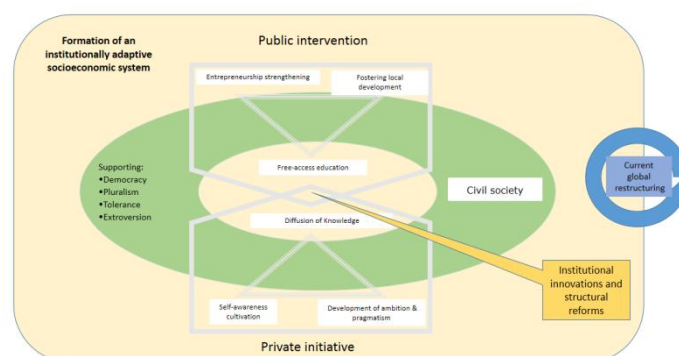 Formation of an
institutionally adaptive
socioeconomic system
Public intervention
Entrepreneurship strengthening
Fostering local
development
Supporting:
•Democracy
•Pluralism
•Tolerance
•Extroversion
Free-access education
Civil society
Current
global
restructuring
Diffusion of Knowledge
Institutional
innovations and
structural
reforms
Self-awareness
cultivation
Development of ambition &
pragmatism
Private initiative